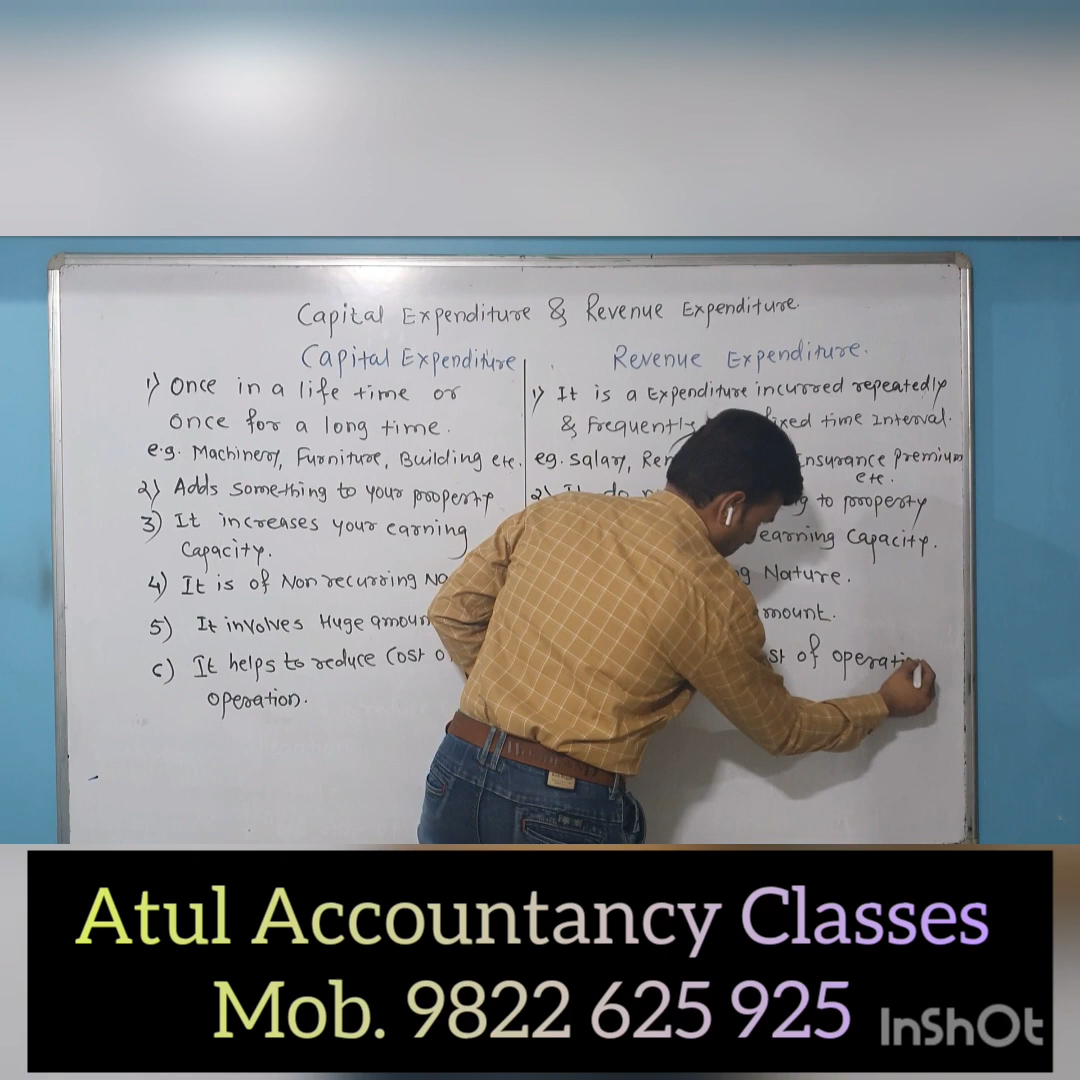 Capital Expenditure & Revenue Expenditure.
Capital Expenditure
1) Once in a life time or
Once for a long time.
e.g. Machinery, Furniture, Building etc.
2) Adds something to your property
3) It increases your earning
Capacity.
4) It is of Non recurring
5) It involves Huge
6) It helps to reduce Cost
operation.
Revenue Expenditure.
1) It is a Expenditure incurred repeatedly
& Frequently fixed time Interval.
eg. Salary, Insurance premium
etc.
2) It to property
earning Capacity.
Nature.
amount.
of operation
Atul Accountancy Classes
Mob. 9822 625 925
InShOt